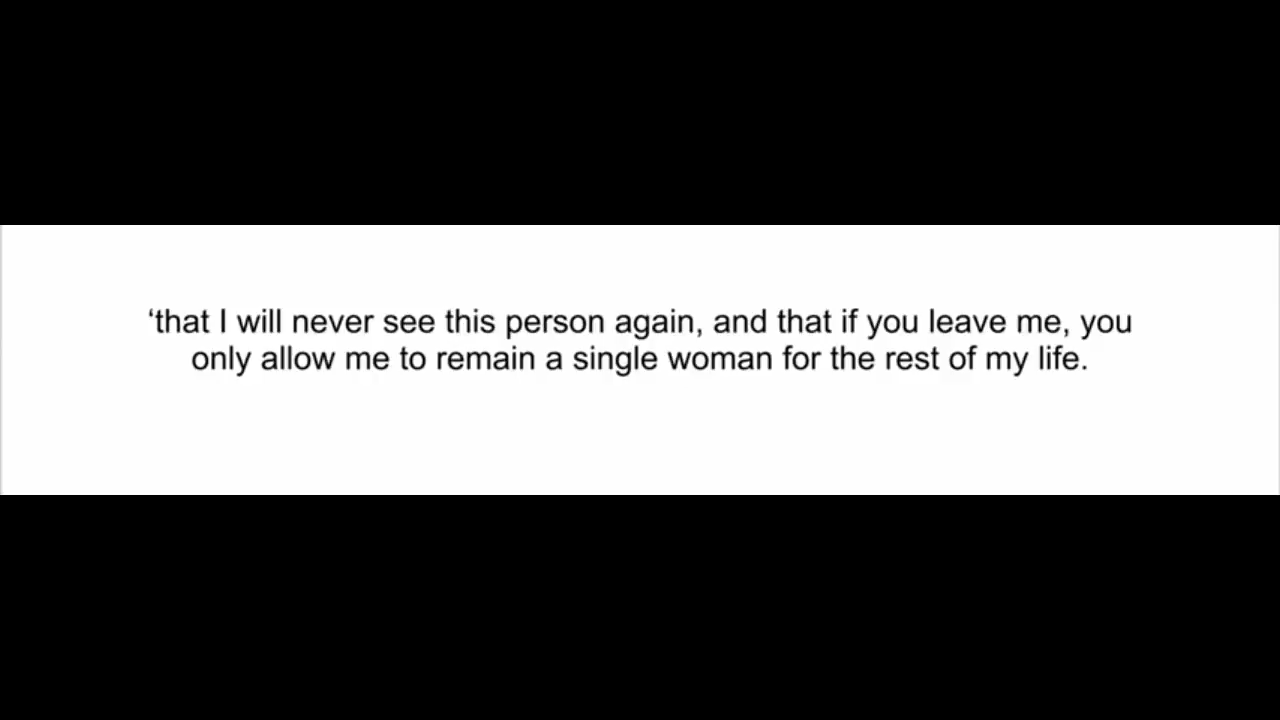 ‘that I will never see this person again, and that if you leave me, you
only allow me to remain a single woman for the rest of my life.